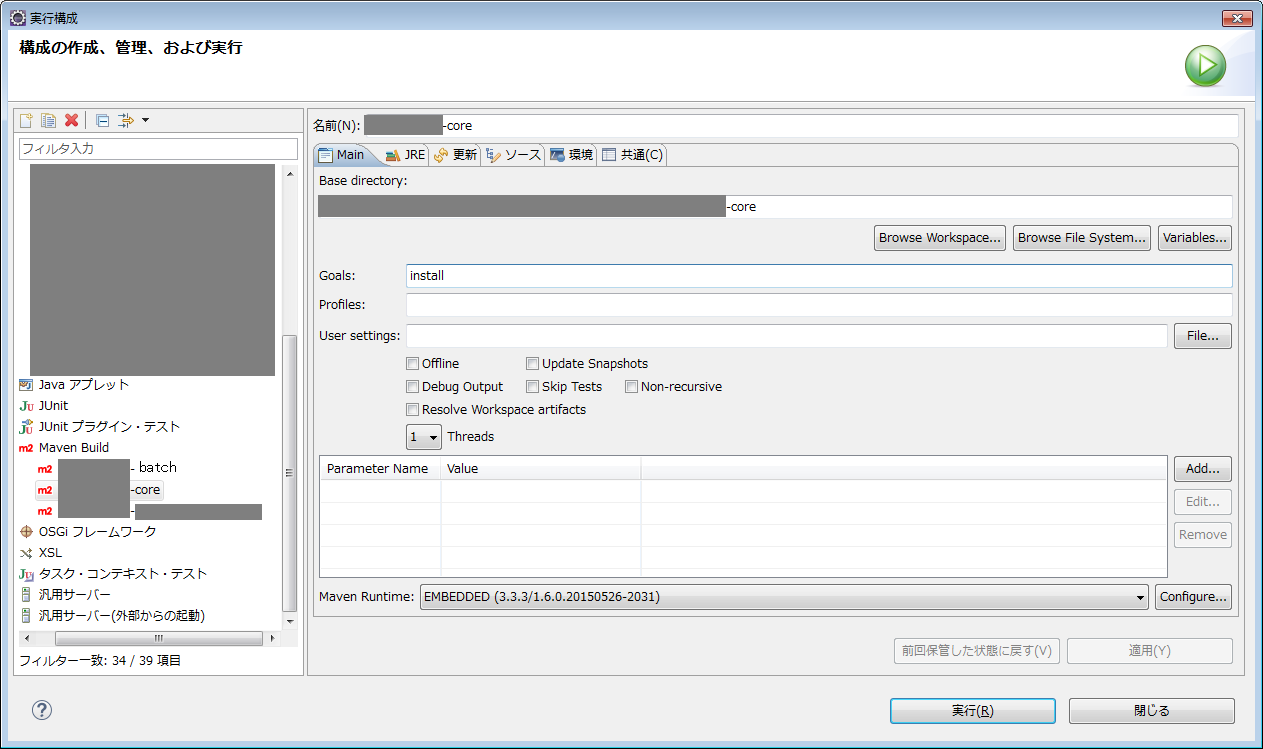 実行構成
構成の作成、管理、および実行
フィルタ入力
Java アプレット
JUnit
JUnit プラグイン・テスト
Maven Build
- batch
-core
-
OSGi フレームワーク
XSL
タスク・コンテキスト・テスト
汎用サーバー
汎用サーバー(外部からの起動)
フィルター一致: 34 / 39 項目
名前(N): -core
Main JRE 更新 ソース 環境 共通(C)
Base directory:
-core
Browse Workspace... Browse File System... Variables...
Goals: install
Profiles:
User settings: File...
Offline Update Snapshots
Debug Output Skip Tests Non-recursive
Resolve Workspace artifacts
1 Threads
Parameter Name Value
Add...
Edit...
Remove
Maven Runtime: EMBEDDED (3.3.3/1.6.0.20150526-2031) Configure...
前回保管した状態に戻す(V) 適用(Y)
実行(R) 閉じる